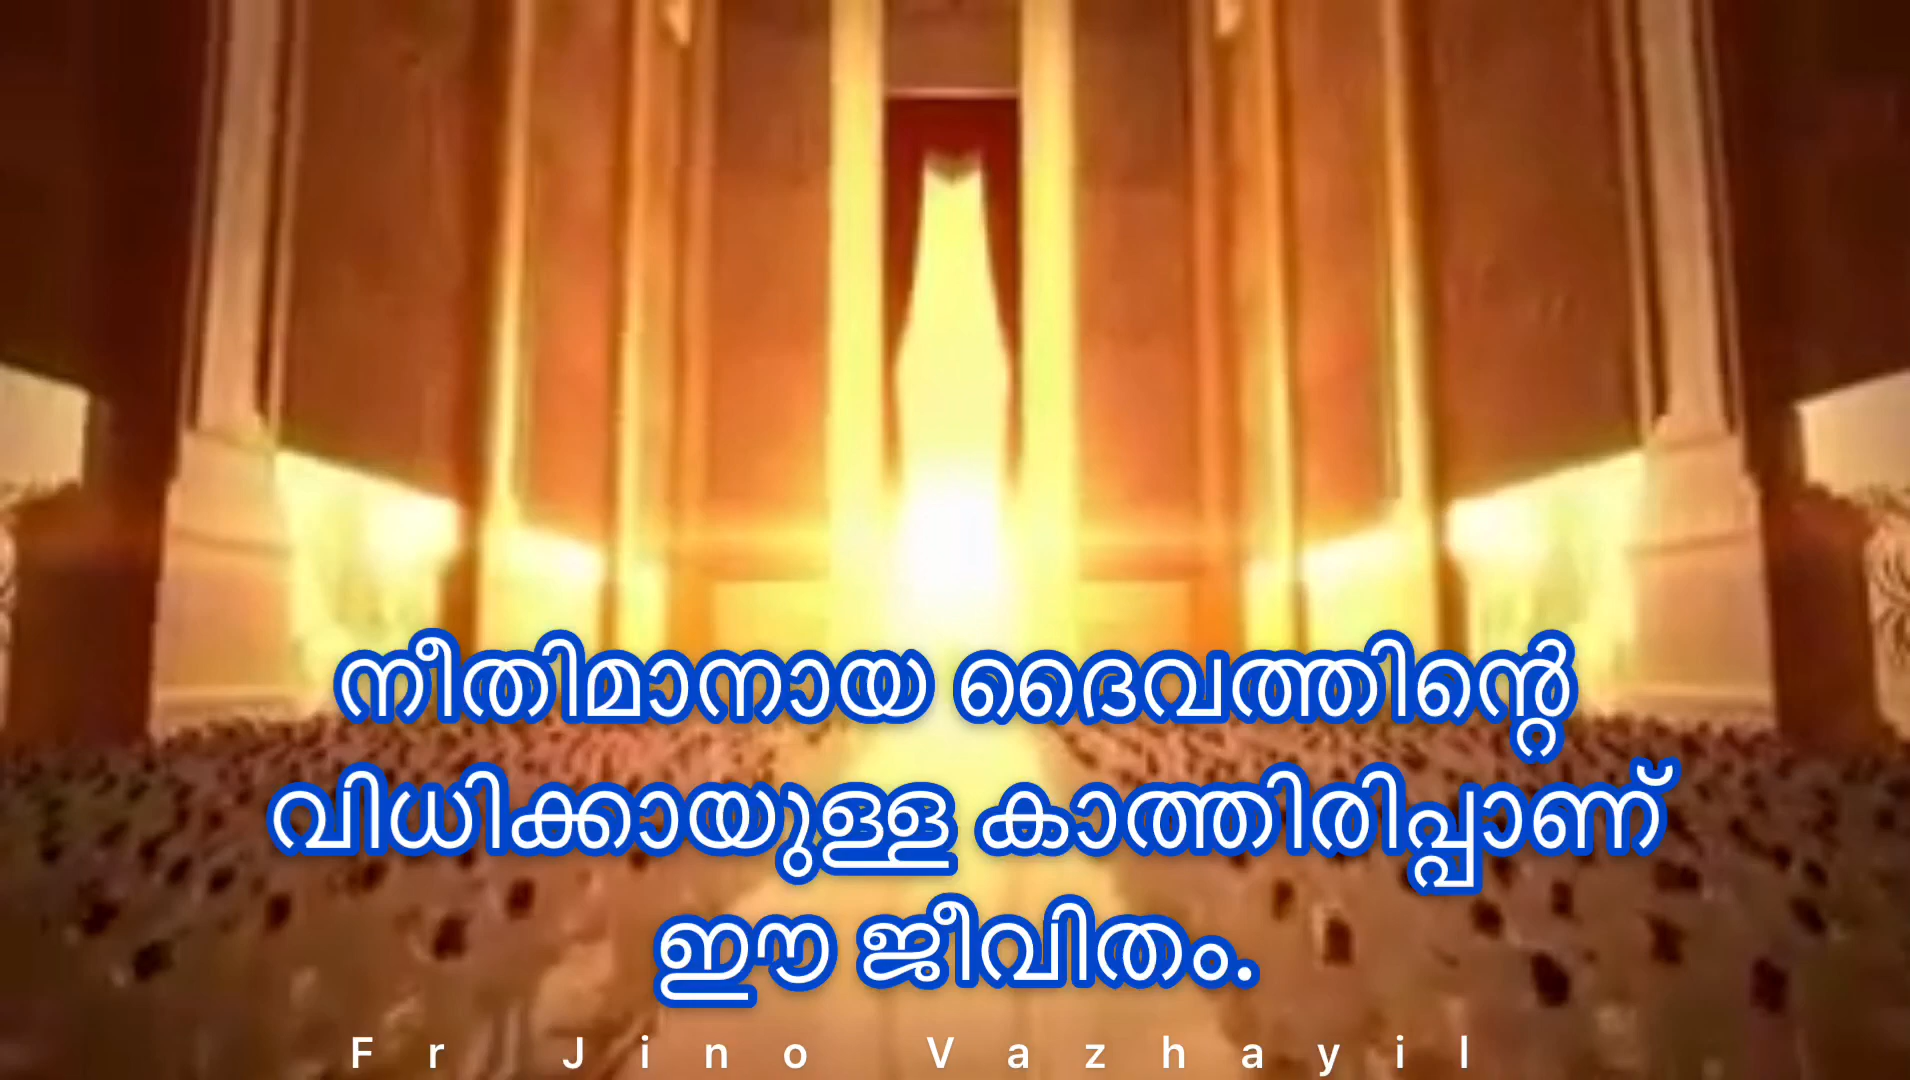 നീതിമാനായ ദൈവത്തിന്റെ
വിധിക്കായുള്ള കാത്തിരിപ്പാണ്
ഈ ജീവിതം.
Fr Jino Vazhayil